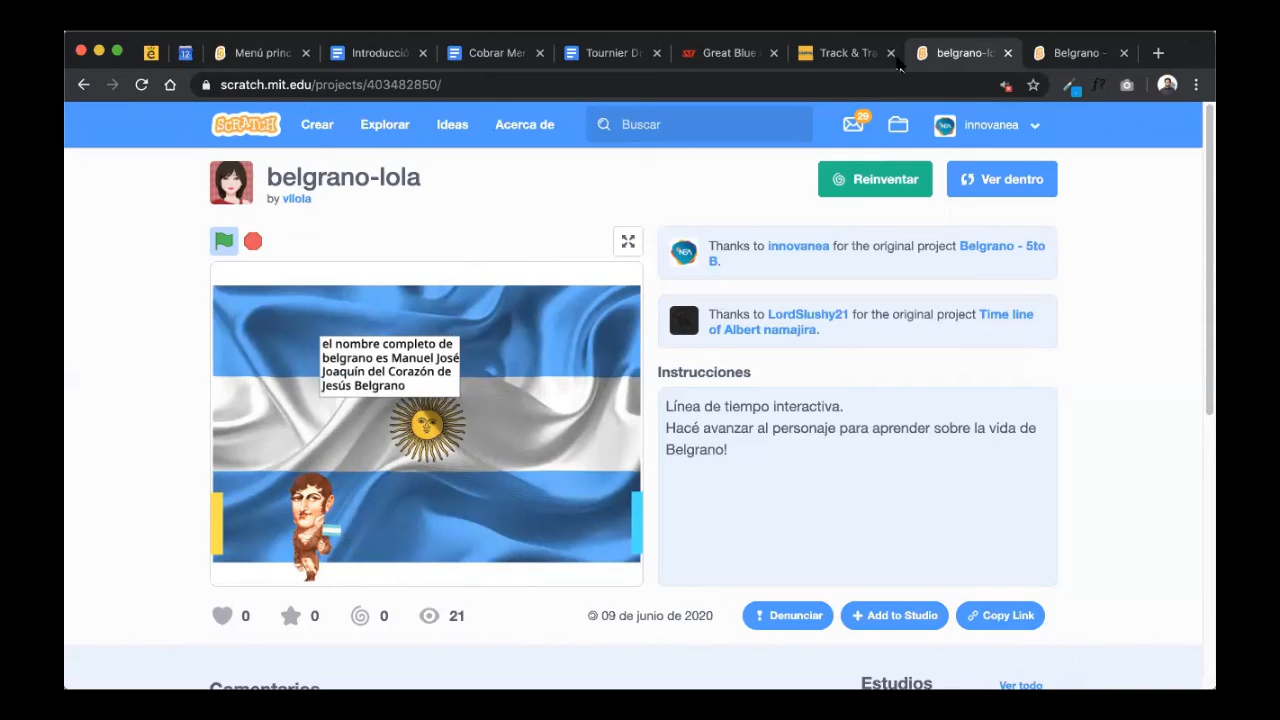 12
Menú princ
Introducció
Cobrar Mer
Tournier D
Great Blue
Track & Tra
belgrano-lo
Belgrano -
scratch.mit.edu/projects/403482850/
f?
SCRATCH
Crear
Explorar
Ideas
Acerca de
Buscar
29
innovanea
belgrano-lola
by vllola
Reinventar
Ver dentro
Thanks to innovanea for the original project Belgrano - 5to
B.
Thanks to LordSlushy21 for the original project Time line
of Albert namajira.
el nombre completo de
belgrano es Manuel José
Joaquín del Corazón de
Jesús Belgrano
Instrucciones
Línea de tiempo interactiva.
Hacé avanzar al personaje para aprender sobre la vida de
Belgrano!
0
0
0
21
© 09 de junio de 2020
Denunciar
Add to Studio
Copy Link
Comentarios
Estudios
Ver todo